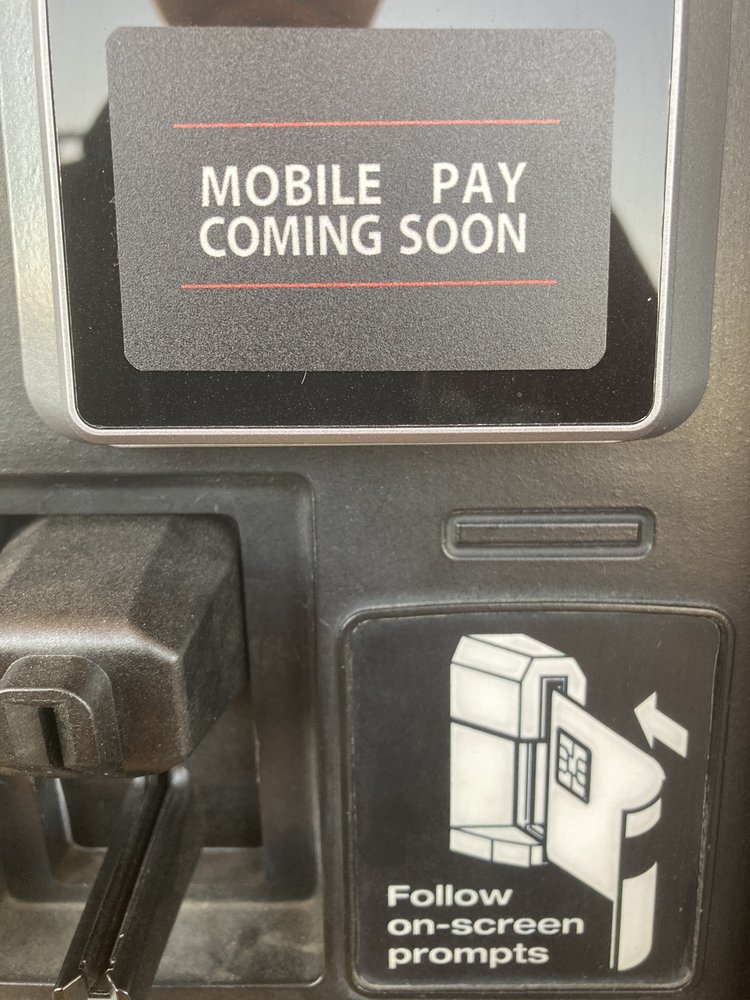 MOBILE PAY
COMING SOON
Follow
on-screen
prompts